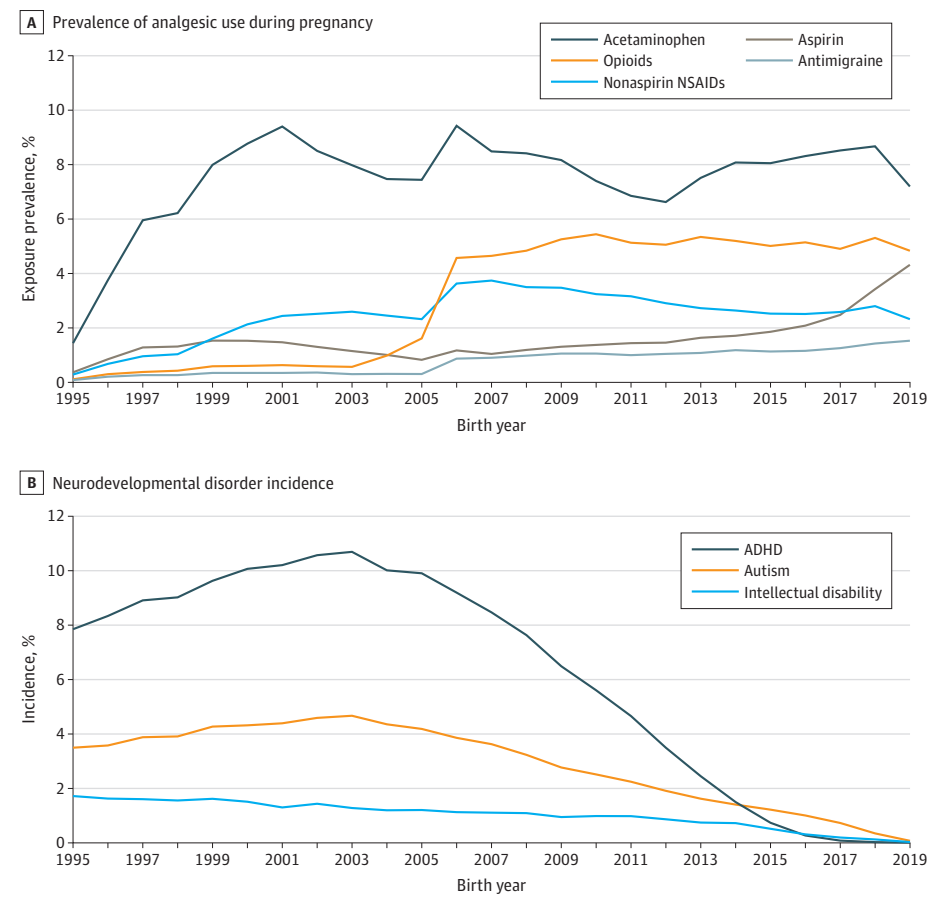 A Prevalence of analgesic use during pregnancy
Acetaminophen
Opioids
Nonaspirin NSAIDs
Aspirin
Antimigraine
Exposure prevalence, %
12
10
8
6
4
2
0
1995 1997 1999 2001 2003 2005 2007 2009 2011 2013 2015 2017 2019
Birth year
B Neurodevelopmental disorder incidence
ADHD
Autism
Intellectual disability
Incidence, %
12
10
8
6
4
2
0
1995 1997 1999 2001 2003 2005 2007 2009 2011 2013 2015 2017 2019
Birth year